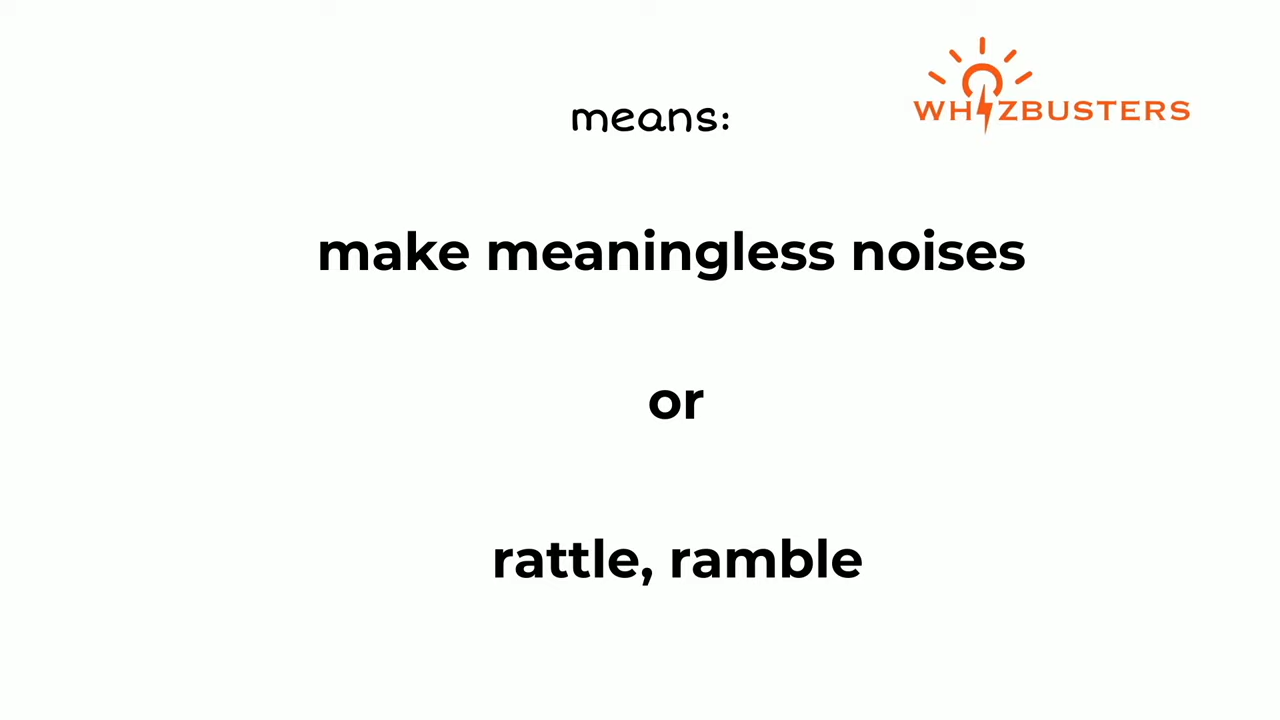 WHIZBUSTERS
means:
make meaningless noises
or
rattle, ramble